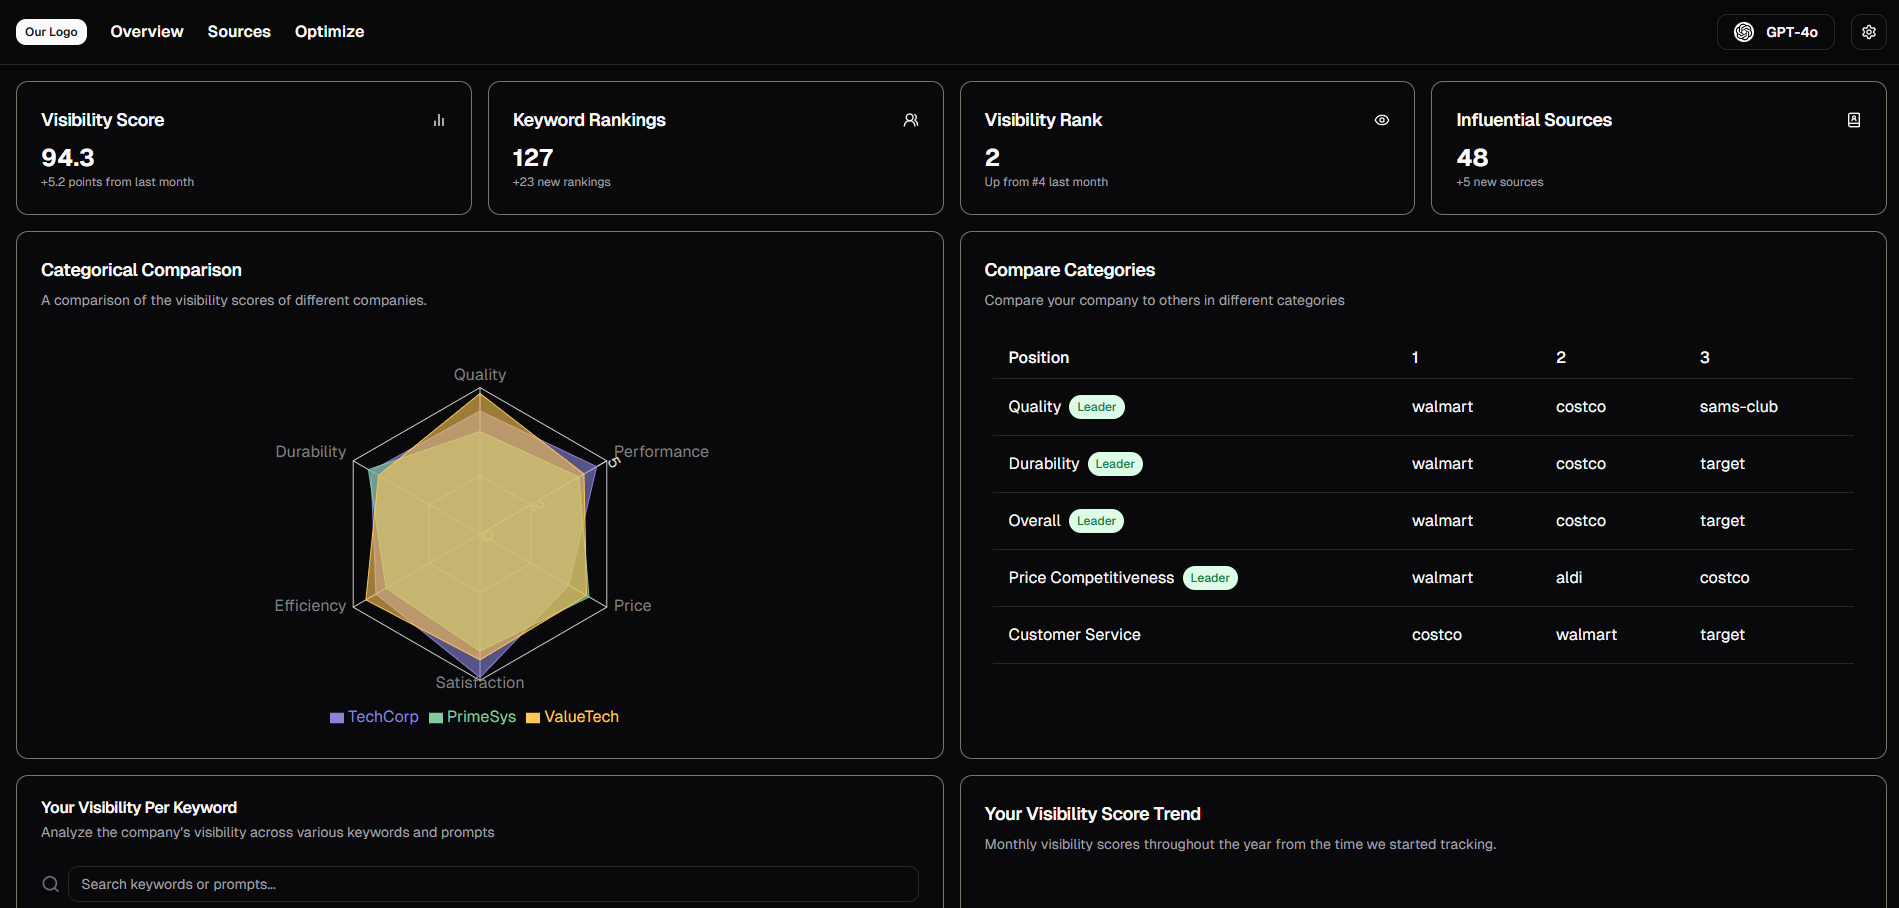 Our Logo Overview Sources Optimize GPT-4o
Visibility Score
94.3
+5.2 points from last month
Keyword Rankings
127
+23 new rankings
Visibility Rank
2
Up from #4 last month
Influential Sources
48
+5 new sources
Categorical Comparison
A comparison of the visibility scores of different companies.
Quality
Durability
Performance
5
2
0
Efficiency
Price
Satisfaction
TechCorp PrimeSys ValueTech
Compare Categories
Compare your company to others in different categories
Position 1 2 3
Quality Leader walmart costco sams-club
Durability Leader walmart costco target
Overall Leader walmart costco target
Price Competitiveness Leader walmart aldi costco
Customer Service costco walmart target
Your Visibility Per Keyword
Analyze the company's visibility across various keywords and prompts
Search keywords or prompts...
Your Visibility Score Trend
Monthly visibility scores throughout the year from the time we started tracking.